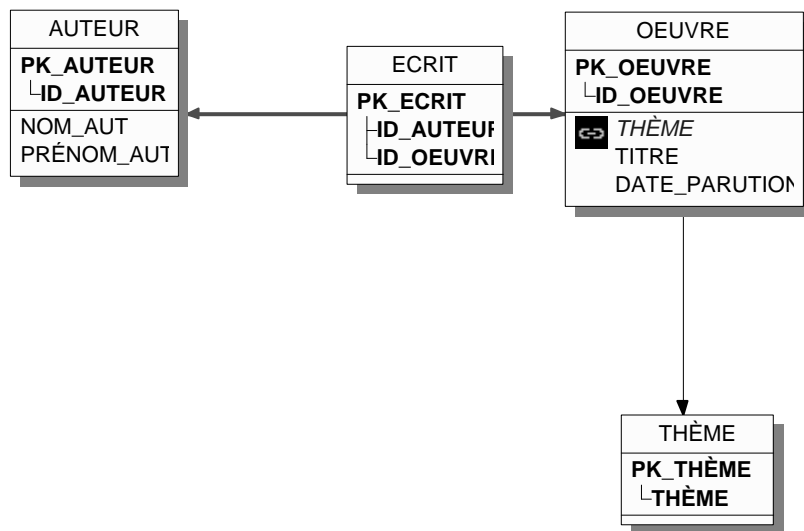 AUTEUR
PK_AUTEUR
ID_AUTEUR
NOM_AUT
PRÉNOM_AUT
ECRIT
PK_ECRIT
ID_AUTEUR
ID_OEUVRE
OEUVRE
PK_OEUVRE
ID_OEUVRE
THÈME
TITRE
DATE_PARUTION
THÈME
PK_THÈME
THÈME